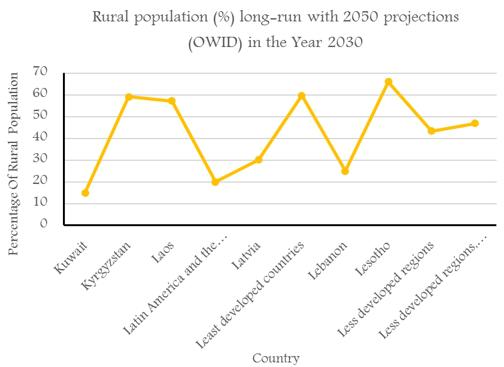 Rural population (%) long-run with 2050 projections
(OWID) in the Year 2030
Percentage Of Rural Population
70
60
50
40
30
20
10
0
Kuwait
Kyrgyzstan
Laos
Latin America and the…
Latvia
Least developed countries
Lebanon
Lesotho
Less developed regions
Less developed regions,…
Country